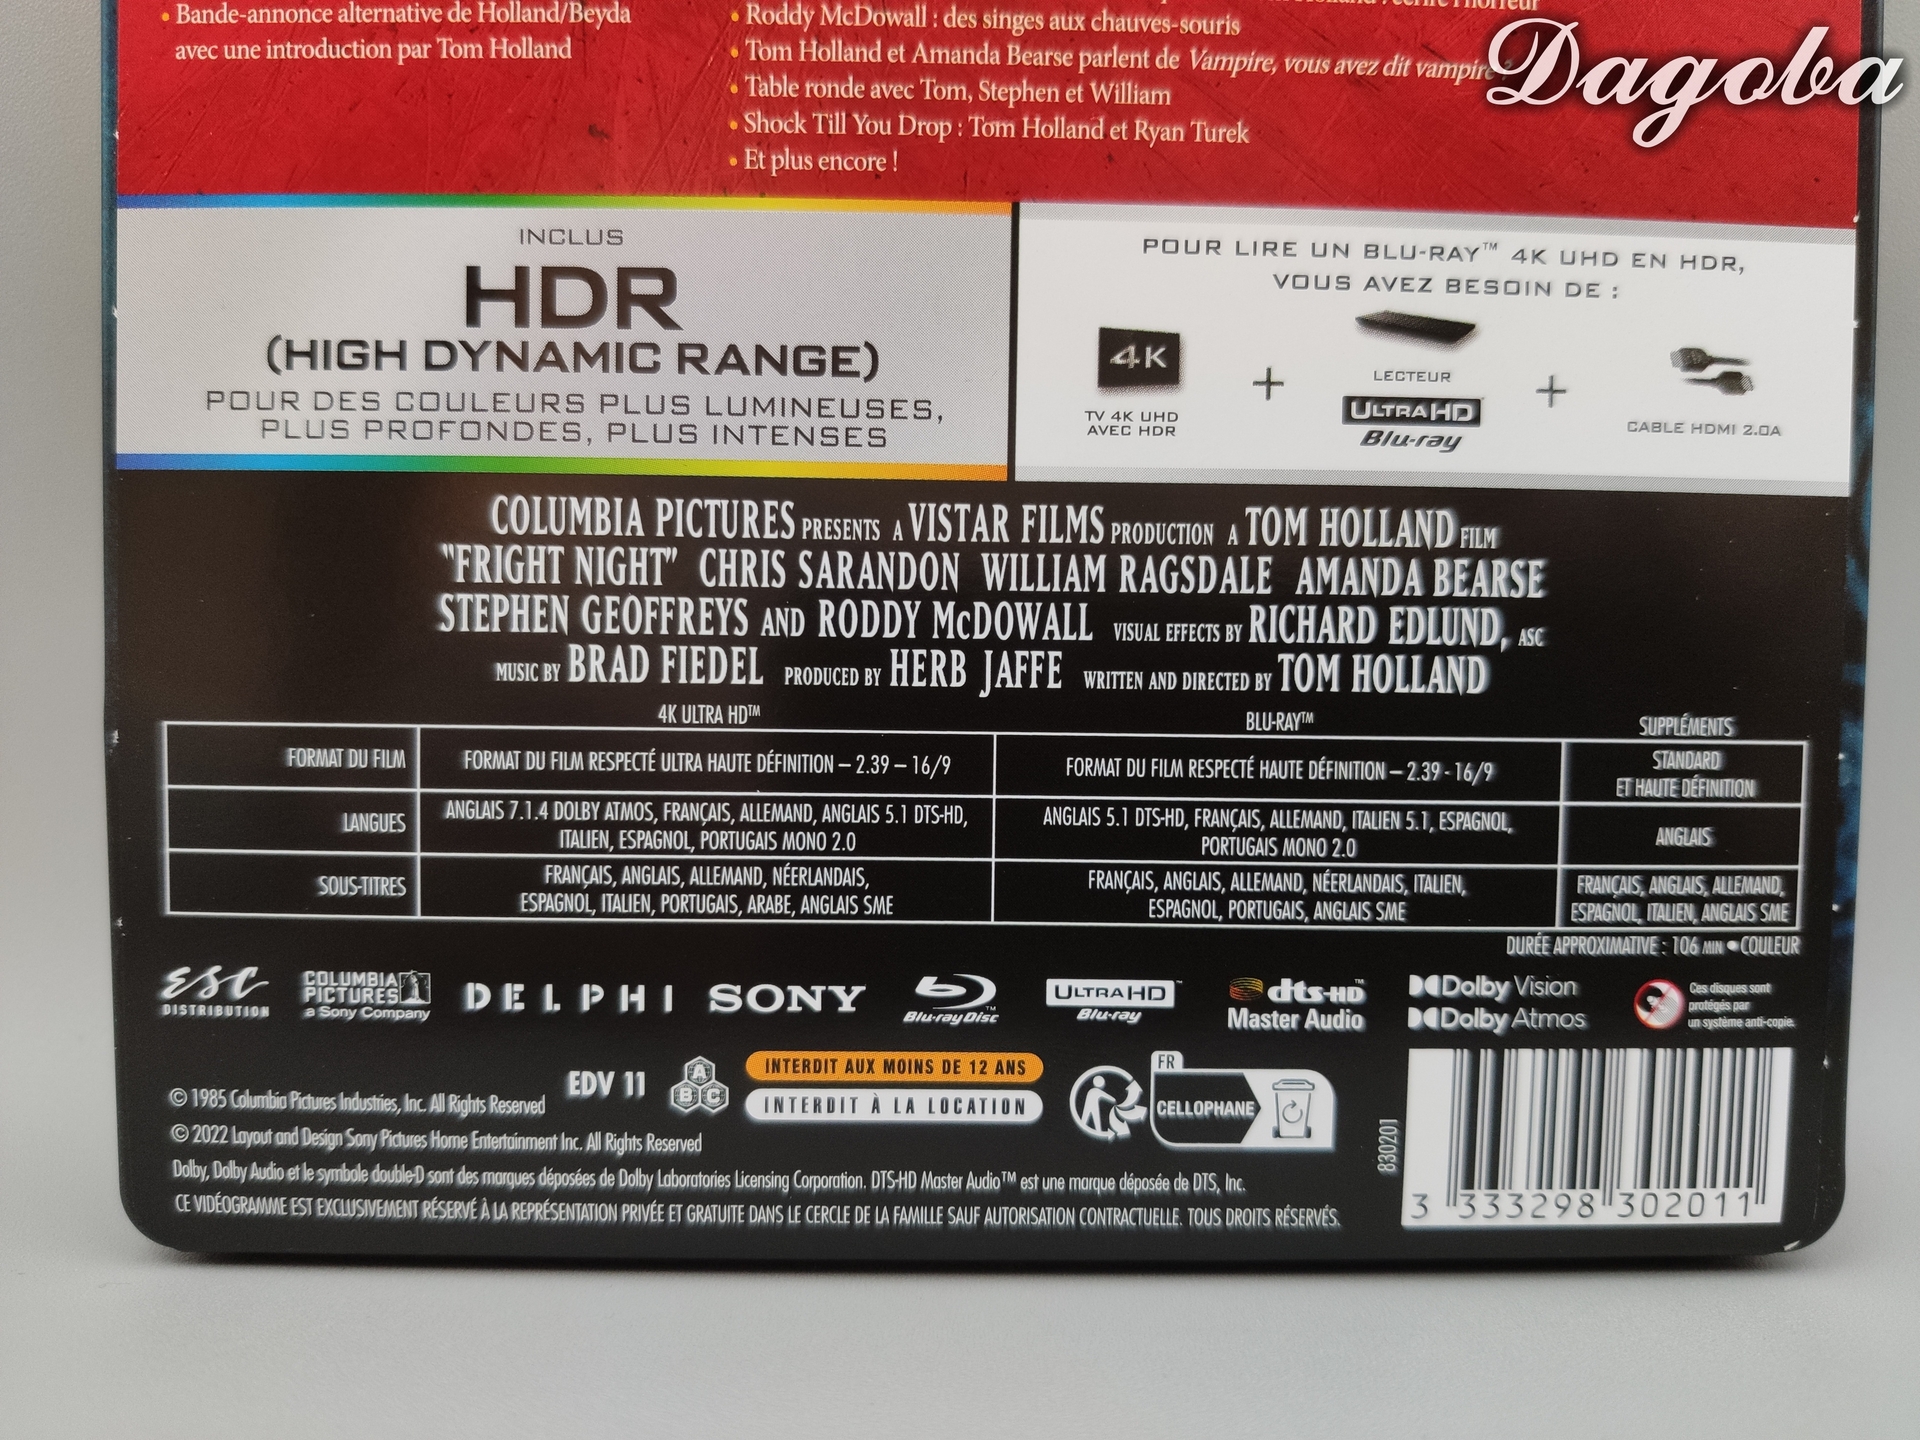 Bande-annonce alternative de Holland/Beyda
avec une introduction par Tom Holland
• Roddy McDowall : des singes aux chauves-souris
• Tom Holland et Amanda Bearse parlent de Vampire, vous avez dit vampire ?
• Table ronde avec Tom, Stephen et William
• Shock Till You Drop : Tom Holland et Ryan Turek
• Et plus encore !
Dagoba
INCLUS
HDR
(HIGH DYNAMIC RANGE)
POUR DES COULEURS PLUS LUMINEUSES,
PLUS PROFONDES, PLUS INTENSES
POUR LIRE UN BLU-RAY™ 4K UHD EN HDR,
VOUS AVEZ BESOIN DE :
4K
TV 4K UHD
AVEC HDR
+
LECTEUR
ULTRA HD
Blu-ray
+
CABLE HDMI 2.0A
COLUMBIA PICTURES PRESENTS A VISTAR FILMS PRODUCTION A TOM HOLLAND FILM
"FRIGHT NIGHT" CHRIS SARANDON WILLIAM RAGSDALE AMANDA BEARSE
STEPHEN GEOFFREYS AND RODDY McDOWALL VISUAL EFFECTS BY RICHARD EDLUND, ASC
MUSIC BY BRAD FIEDEL PRODUCED BY HERB JAFFE WRITTEN AND DIRECTED BY TOM HOLLAND
4K ULTRA HD™ BLU-RAY™ SUPPLÉMENTS
FORMAT DU FILM
FORMAT DU FILM RESPECTÉ ULTRA HAUTE DÉFINITION – 2.39 – 16/9
FORMAT DU FILM RESPECTÉ HAUTE DÉFINITION – 2.39 - 16/9
STANDARD
ET HAUTE DÉFINITION
LANGUES
ANGLAIS 7.1.4 DOLBY ATMOS, FRANÇAIS, ALLEMAND, ANGLAIS 5.1 DTS-HD,
ITALIEN, ESPAGNOL, PORTUGAIS MONO 2.0
ANGLAIS 5.1 DTS-HD, FRANÇAIS, ALLEMAND, ITALIEN 5.1, ESPAGNOL,
PORTUGAIS MONO 2.0
ANGLAIS
SOUS-TITRES
FRANÇAIS, ANGLAIS, ALLEMAND, NÉERLANDAIS,
ESPAGNOL, ITALIEN, PORTUGAIS, ARABE, ANGLAIS SME
FRANÇAIS, ANGLAIS, ALLEMAND, NÉERLANDAIS, ITALIEN,
ESPAGNOL, PORTUGAIS, ANGLAIS SME
FRANÇAIS, ANGLAIS, ALLEMAND,
ESPAGNOL, ITALIEN, ANGLAIS SME
DURÉE APPROXIMATIVE : 106 MIN • COULEUR
ESC
DISTRIBUTION
COLUMBIA
PICTURES
a Sony Company
DELPHI
SONY
Blu-ray Disc™
ULTRA HD™
Blu-ray
dts-HD™
Master Audio
Dolby Vision
Dolby Atmos
Ces disques sont
protégés par
un système anti-copie.
© 1985 Columbia Pictures Industries, Inc. All Rights Reserved
EDV 11
A
B C
INTERDIT AUX MOINS DE 12 ANS
INTERDIT À LA LOCATION
FR
CELLOPHANE
© 2022 Layout and Design Sony Pictures Home Entertainment Inc. All Rights Reserved
Dolby, Dolby Audio et le symbole double-D sont des marques déposées de Dolby Laboratories Licensing Corporation. DTS-HD Master Audio™ est une marque déposée de DTS, Inc.
CE VIDÉOGRAMME EST EXCLUSIVEMENT RÉSERVÉ À LA REPRÉSENTATION PRIVÉE ET GRATUITE DANS LE CERCLE DE LA FAMILLE SAUF AUTORISATION CONTRACTUELLE. TOUS DROITS RÉSERVÉS.
830201
3 333298 302011